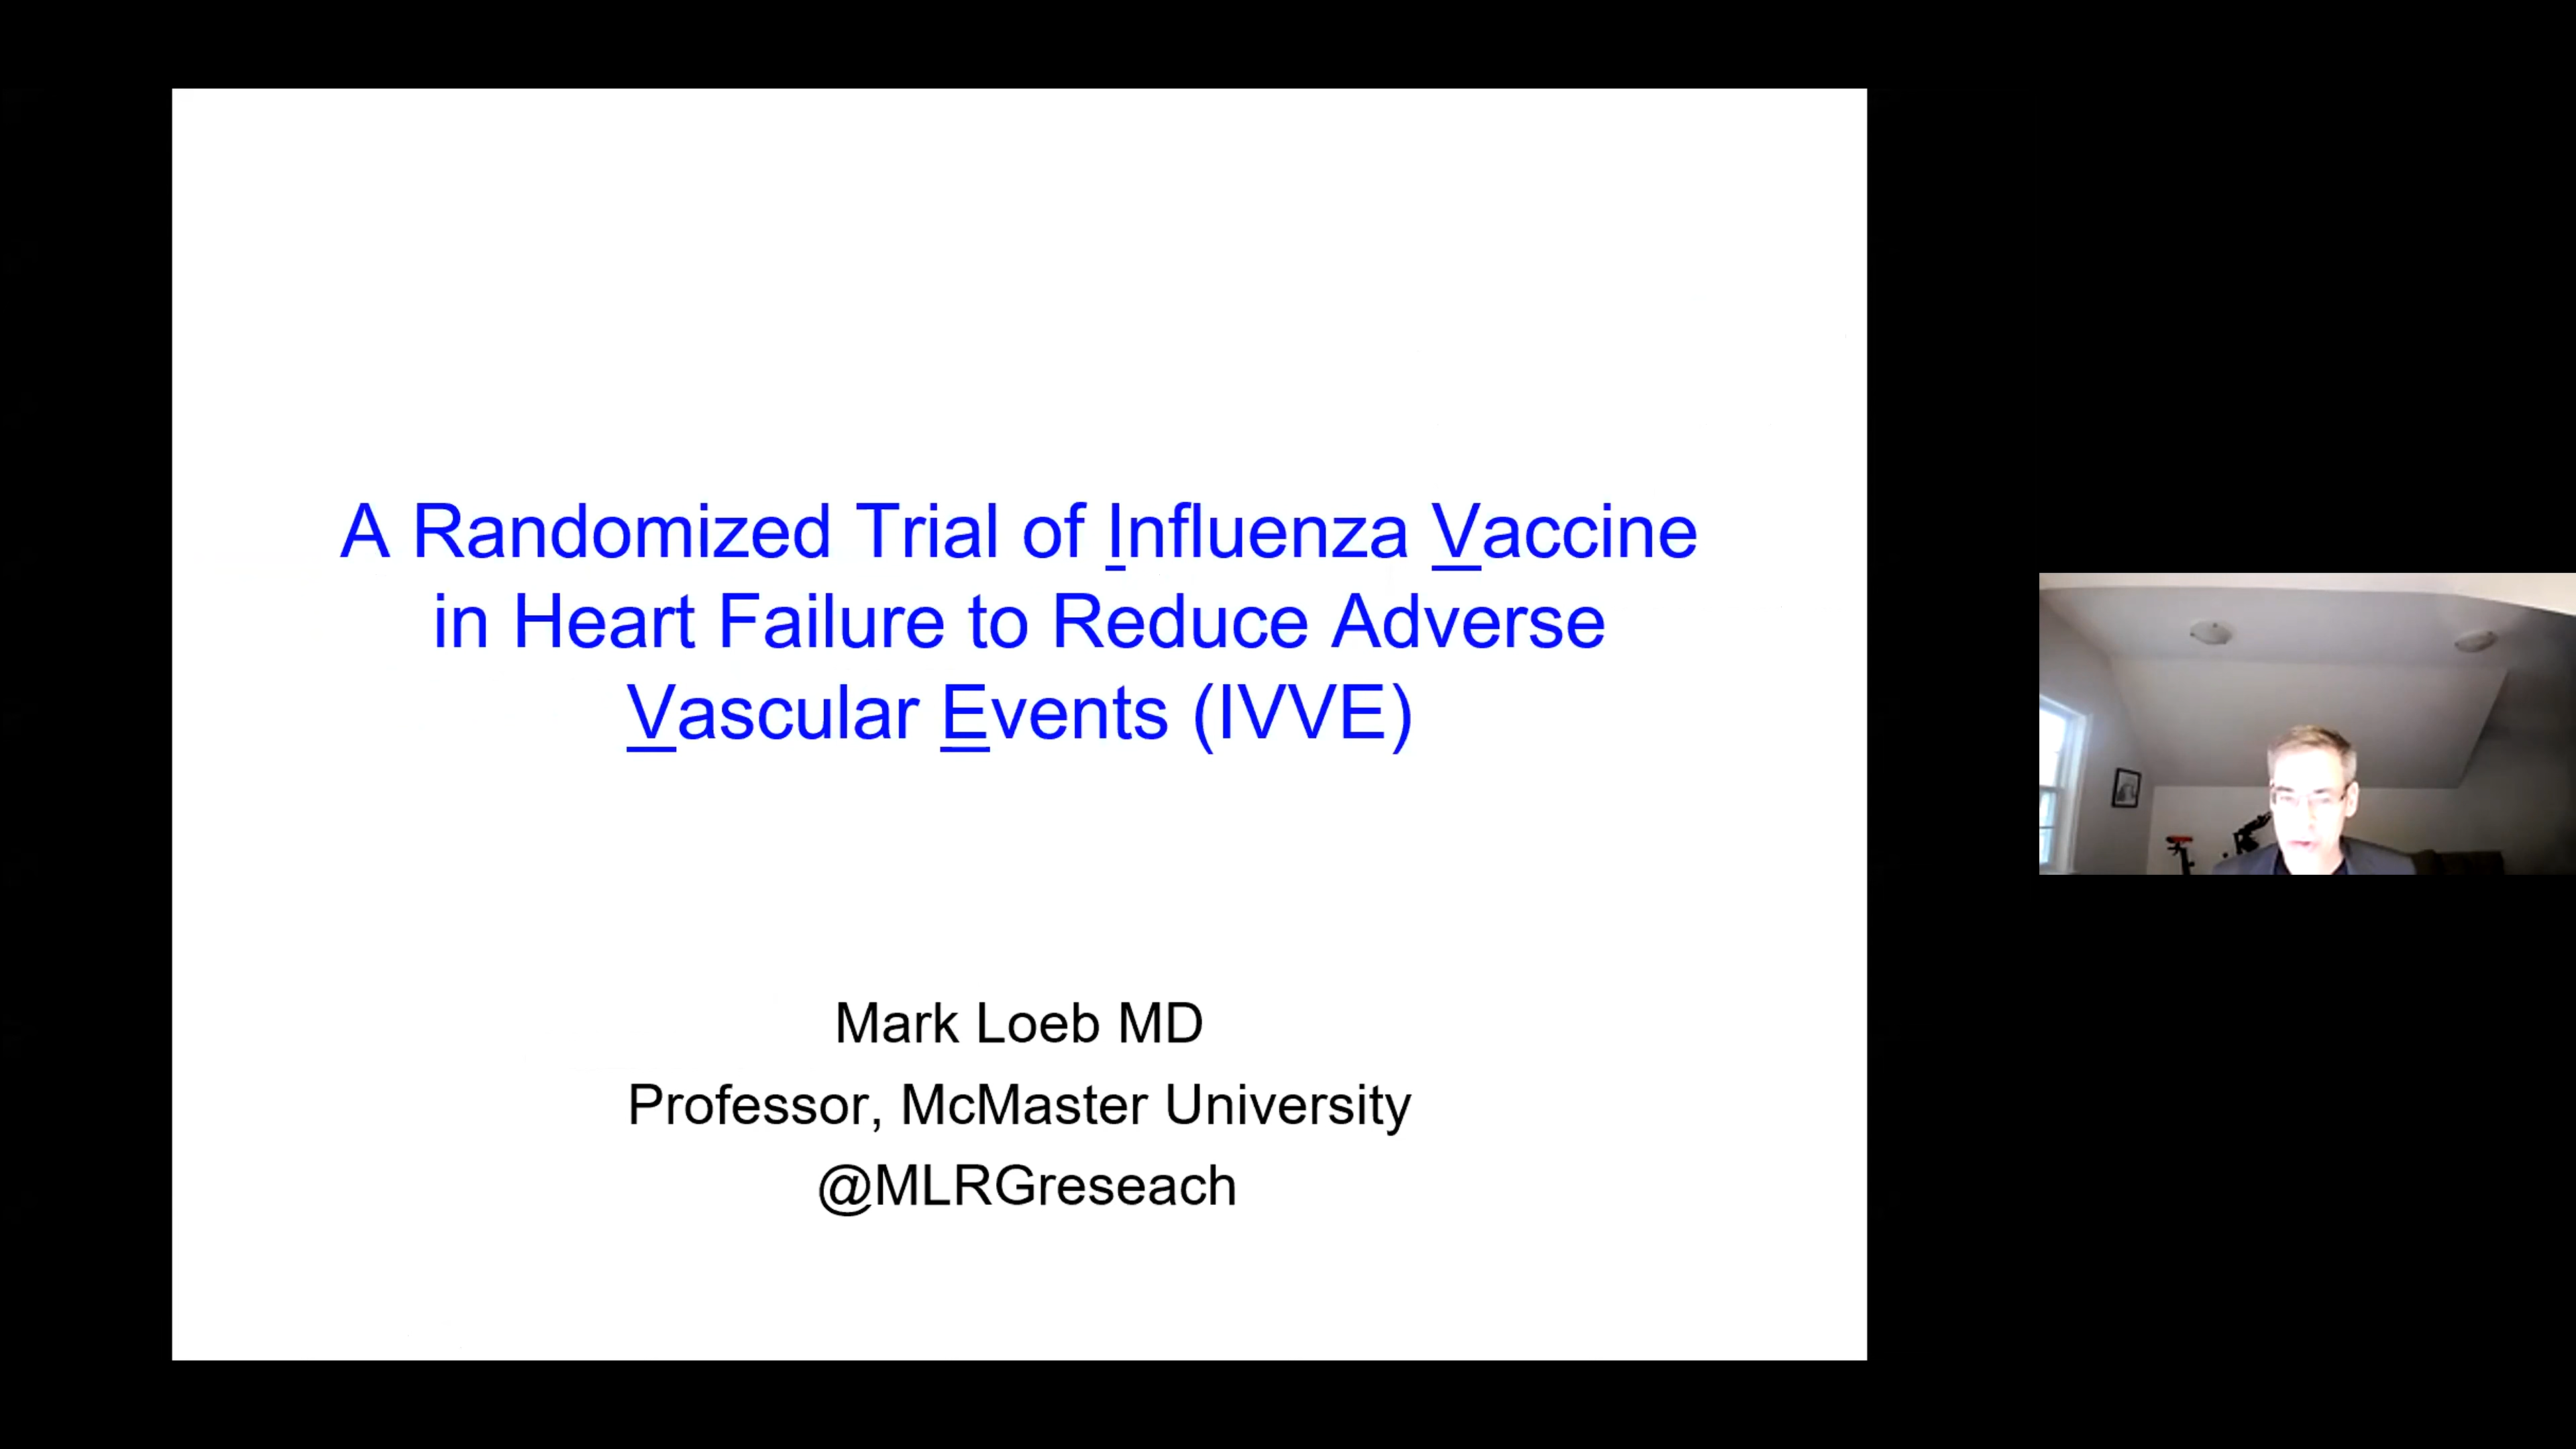 A Randomized Trial of Influenza Vaccine
in Heart Failure to Reduce Adverse
Vascular Events (IVVE)
Mark Loeb MD
Professor, McMaster University
@MLRGreseach